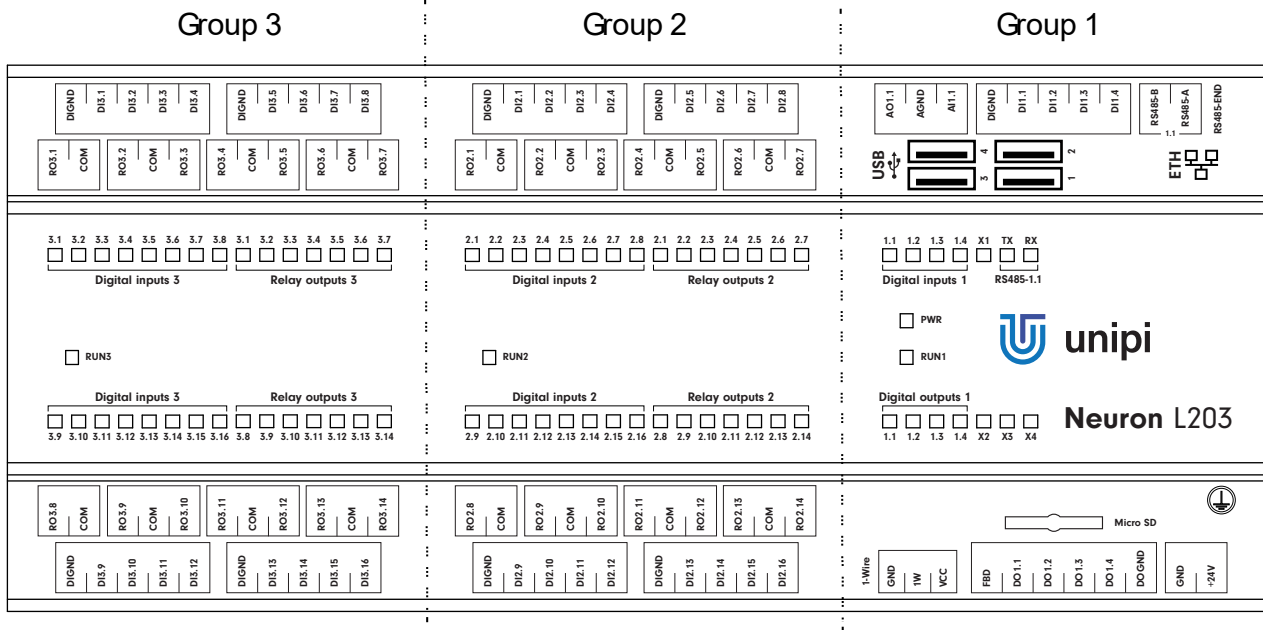 Group 3 Group 2 Group 1
DIGND DI3.1 DI3.2 DI3.3 DI3.4 DIGND DI3.5 DI3.6 DI3.7 DI3.8
RO3.1 COM RO3.2 COM RO3.3 RO3.4 COM RO3.5 RO3.6 COM RO3.7
DIGND DI2.1 DI2.2 DI2.3 DI2.4 DIGND DI2.5 DI2.6 DI2.7 DI2.8
RO2.1 COM RO2.2 COM RO2.3 RO2.4 COM RO2.5 RO2.6 COM RO2.7
AO1.1 AGND AI1.1 DIGND DI1.1 DI1.2 DI1.3 DI1.4 RS485-B RS485-A RS485-END
1.1
USB 4 2 ETH
3 1
3.1 3.2 3.3 3.4 3.5 3.6 3.7 3.8 3.1 3.2 3.3 3.4 3.5 3.6 3.7
Digital inputs 3 Relay outputs 3
2.1 2.2 2.3 2.4 2.5 2.6 2.7 2.8 2.1 2.2 2.3 2.4 2.5 2.6 2.7
Digital inputs 2 Relay outputs 2
1.1 1.2 1.3 1.4 X1 TX RX
Digital inputs 1 RS485-1.1
PWR
RUN3 RUN2 RUN1
unipi
Digital inputs 3 Relay outputs 3
3.9 3.10 3.11 3.12 3.13 3.14 3.15 3.16 3.8 3.9 3.10 3.11 3.12 3.13 3.14
Digital inputs 2 Relay outputs 2
2.9 2.10 2.11 2.12 2.13 2.14 2.15 2.16 2.8 2.9 2.10 2.11 2.12 2.13 2.14
Digital outputs 1
1.1 1.2 1.3 1.4 X2 X3 X4
Neuron L203
RO3.8 COM RO3.9 COM RO3.10 RO3.11 COM RO3.12 RO3.13 COM RO3.14
DIGND DI3.9 DI3.10 DI3.11 DI3.12 DIGND DI3.13 DI3.14 DI3.15 DI3.16
RO2.8 COM RO2.9 COM RO2.10 RO2.11 COM RO2.12 RO2.13 COM RO2.14
DIGND DI2.9 DI2.10 DI2.11 DI2.12 DIGND DI2.13 DI2.14 DI2.15 DI2.16
Micro SD
1-Wire GND 1W VCC FBD DO1.1 DO1.2 DO1.3 DO1.4 DOGND GND +24V